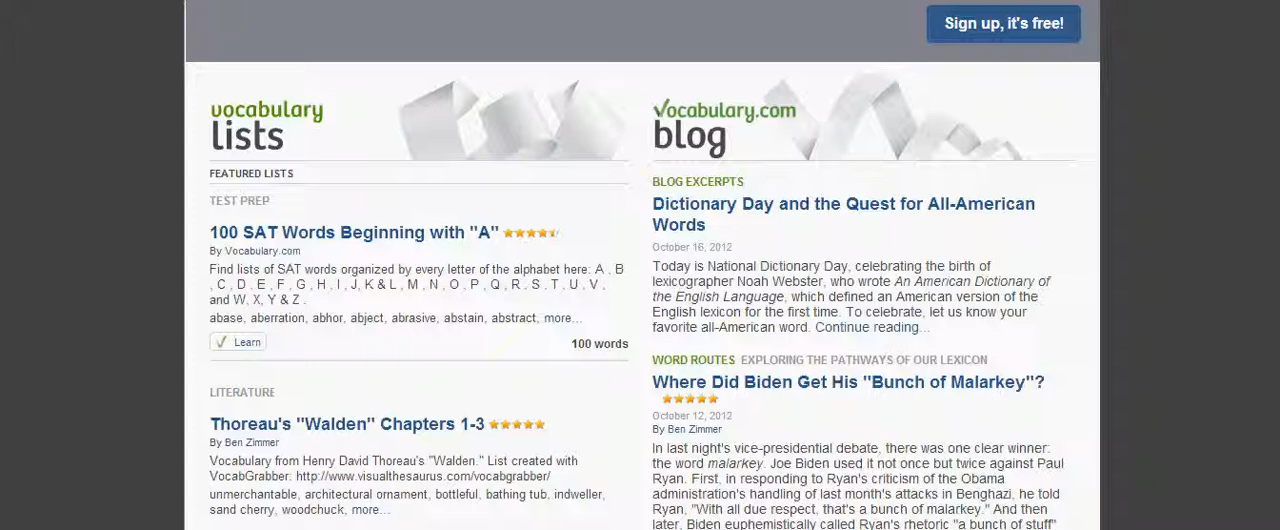 Sign up, it's free!
vocabulary
lists
FEATURED LISTS
TEST PREP
100 SAT Words Beginning with "A"
By Vocabulary.com
Find lists of SAT words organized by every letter of the alphabet here: A . B
, C , D . E , F , G , H , I , J, K & L , M , N , O . P , Q , R , S . T , U , V ,
and W, X, Y & Z .
abase, aberration, abhor, abject, abrasive, abstain, abstract, more...
Learn
100 words
LITERATURE
Thoreau's "Walden" Chapters 1-3
By Ben Zimmer
Vocabulary from Henry David Thoreau's "Walden." List created with
VocabGrabber: http://www.visualthesaurus.com/vocabgrabber/
unmerchantable, architectural ornament, bottleful, bathing tub, indweller,
sand cherry, woodchuck, more...
Vocabulary.com
blog
BLOG EXCERPTS
Dictionary Day and the Quest for All-American
Words
October 16, 2012
Today is National Dictionary Day, celebrating the birth of
lexicographer Noah Webster, who wrote An American Dictionary of
the English Language, which defined an American version of the
English lexicon for the first time. To celebrate, let us know your
favorite all-American word. Continue reading...
WORD ROUTES EXPLORING THE PATHWAYS OF OUR LEXICON
Where Did Biden Get His "Bunch of Malarkey"?
October 12, 2012
By Ben Zimmer
In last night's vice-presidential debate, there was one clear winner:
the word malarkey. Joe Biden used it not once but twice against Paul
Ryan. First, in responding to Ryan's criticism of the Obama
administration's handling of last month's attacks in Benghazi, he told
Ryan, "With all due respect, that's a bunch of malarkey." And then
later, Biden euphemistically called Ryan's rhetoric "a bunch of stuff"